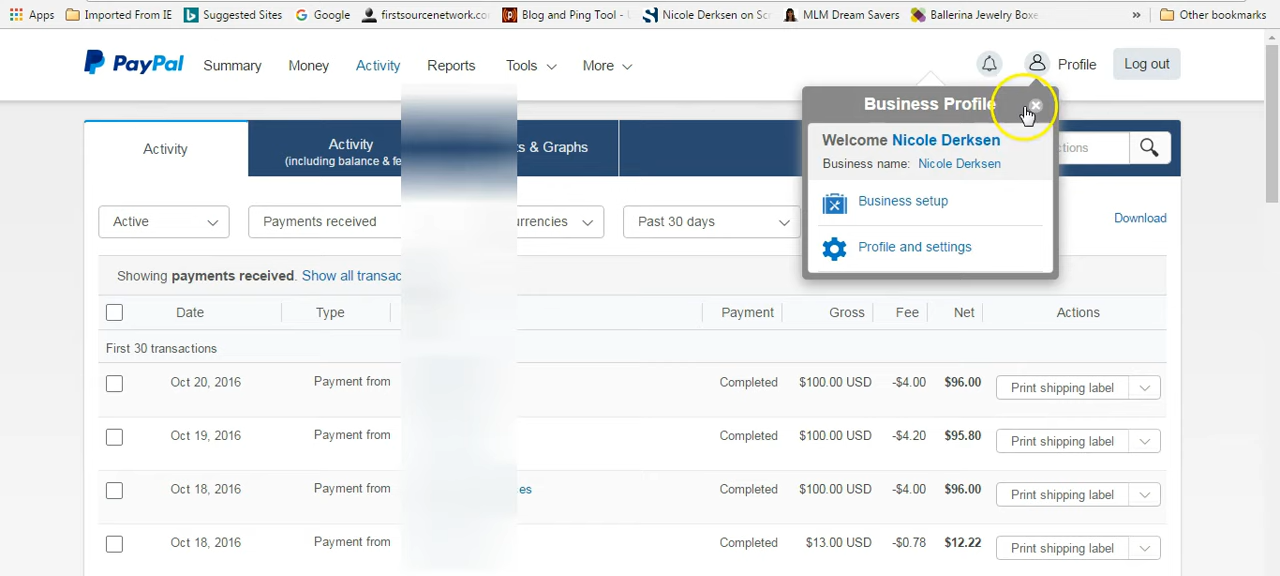 Apps Imported From IE Suggested Sites Google firstsourcenetwork.co Blog and Ping Tool - Nicole Derksen on Scr MLM Dream Savers Ballerina Jewelry Boxe » Other bookmarks
PayPal Summary Money Activity Reports Tools More Profile Log out
Business Profile
Activity
Activity
(including balance & fe
s & Graphs
tions
Welcome Nicole Derksen
Business name: Nicole Derksen
Business setup
Profile and settings
Active Payments received urrencies Past 30 days Download
Showing payments received. Show all transac
Date Type Payment Gross Fee Net Actions
First 30 transactions
Oct 20, 2016 Payment from Completed $100.00 USD -$4.00 $96.00 Print shipping label
Oct 19, 2016 Payment from Completed $100.00 USD -$4.20 $95.80 Print shipping label
Oct 18, 2016 Payment from es Completed $100.00 USD -$4.00 $96.00 Print shipping label
Oct 18, 2016 Payment from Completed $13.00 USD -$0.78 $12.22 Print shipping label